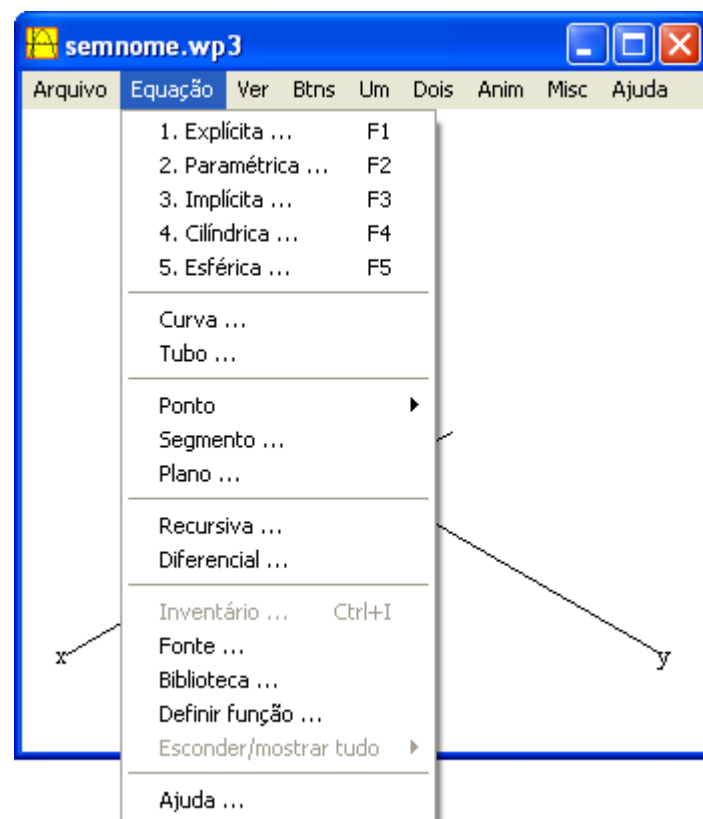 semnome.wp3
Arquivo Equação Ver Btns Um Dois Anim Misc Ajuda
1. Explícita ... F1
2. Paramétrica ... F2
3. Implícita ... F3
4. Cilíndrica ... F4
5. Esférica ... F5
Curva ...
Tubo ...
Ponto
Segmento ...
Plano ...
Recursiva ...
Diferencial ...
Inventário ... Ctrl+I
Fonte ...
x y
Biblioteca ...
Definir função ...
Esconder/mostrar tudo
Ajuda ...